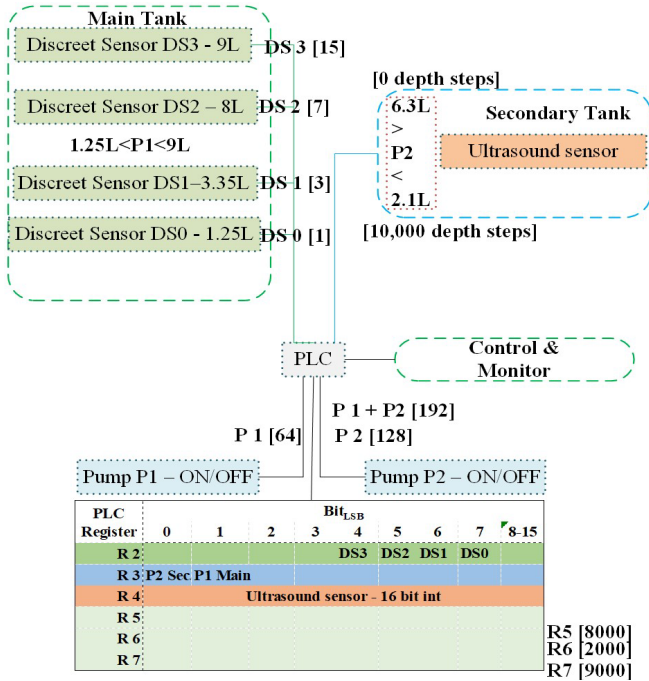 Main Tank
Discreet Sensor DS3 - 9L
DS 3 [15]
Discreet Sensor DS2 – 8L
DS 2 [7]
1.25L<P1<9L
Discreet Sensor DS1–3.35L
DS 1 [3]
Discreet Sensor DS0 - 1.25L
DS 0 [1]
[0 depth steps]
6.3L
>
P2
<
2.1L
Secondary Tank
Ultrasound sensor
[10,000 depth steps]
PLC
Control &
Monitor
P 1 [64]
P 1 + P2 [192]
P 2 [128]
Pump P1 – ON/OFF
Pump P2 – ON/OFF
PLC
Register
BitLSB
0 1 2 3 4 5 6 7 8-15
R 2 DS3 DS2 DS1 DS0
R 3 P2 Sec. P1 Main
R 4 Ultrasound sensor - 16 bit int
R 5
R 6
R 7
R5 [8000]
R6 [2000]
R7 [9000]